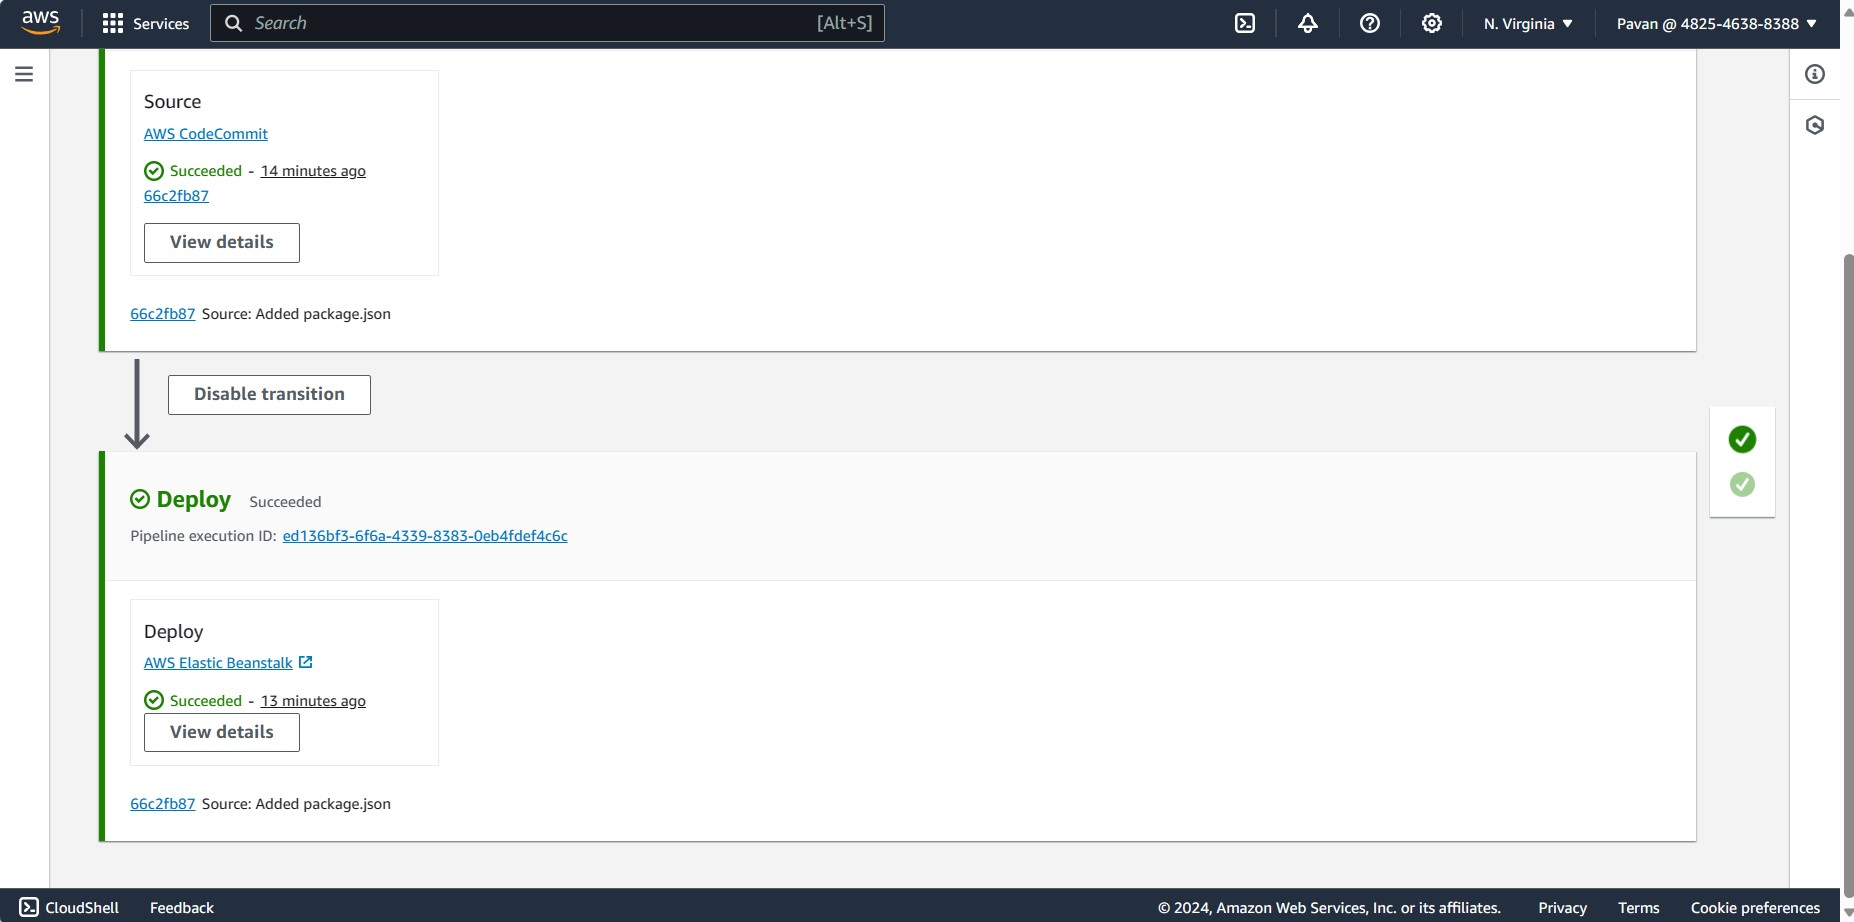 aws Services Search [Alt+S] N. Virginia ▼ Pavan @ 4825-4638-8388 ▼
Source
AWS CodeCommit
Succeeded - 14 minutes ago
66c2fb87
View details
66c2fb87 Source: Added package.json
Disable transition
Deploy Succeeded
Pipeline execution ID: ed136bf3-6f6a-4339-8383-0eb4fdef4c6c
Deploy
AWS Elastic Beanstalk
Succeeded - 13 minutes ago
View details
66c2fb87 Source: Added package.json
CloudShell Feedback © 2024, Amazon Web Services, Inc. or its affiliates. Privacy Terms Cookie preferences